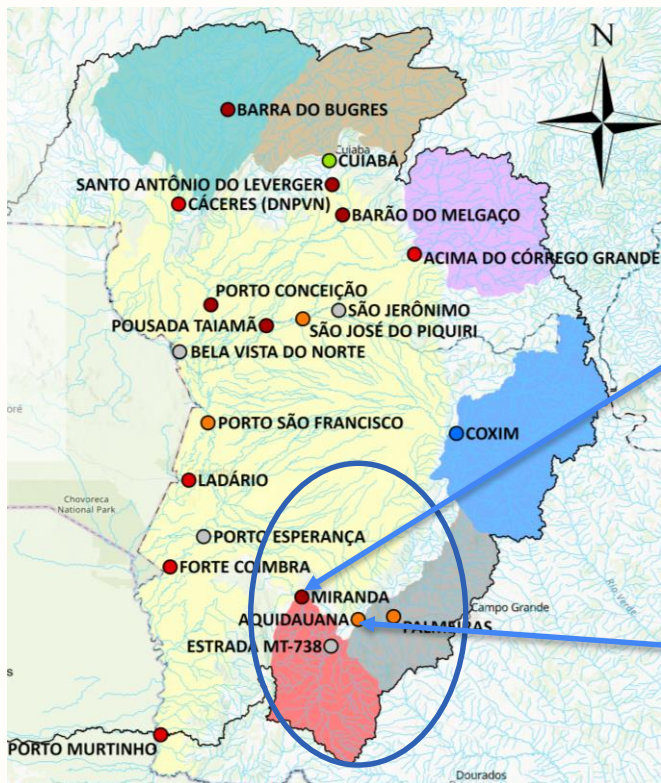 N
BARRA DO BUGRES
Cuiabá
CUIABÁ
SANTO ANTÔNIO DO LEVERGER
CÁCERES (DNPVN)
BARÃO DO MELGAÇO
ACIMA DO CÓRREGO GRANDE
PORTO CONCEIÇÃO
SÃO JERÔNIMO
POUSADA TAIAMÃ
SÃO JOSÉ DO PIQUIRI
BELA VISTA DO NORTE
PORTO SÃO FRANCISCO
COXIM
LADÁRIO
Chovoreca
National Park
PORTO ESPERANÇA
FORTE COIMBRA
Rio Verde
MIRANDA
Campo Grande
AQUIDAUANA
PALMEIRAS
ESTRADA MT-738
PORTO MURTINHO
Dourados